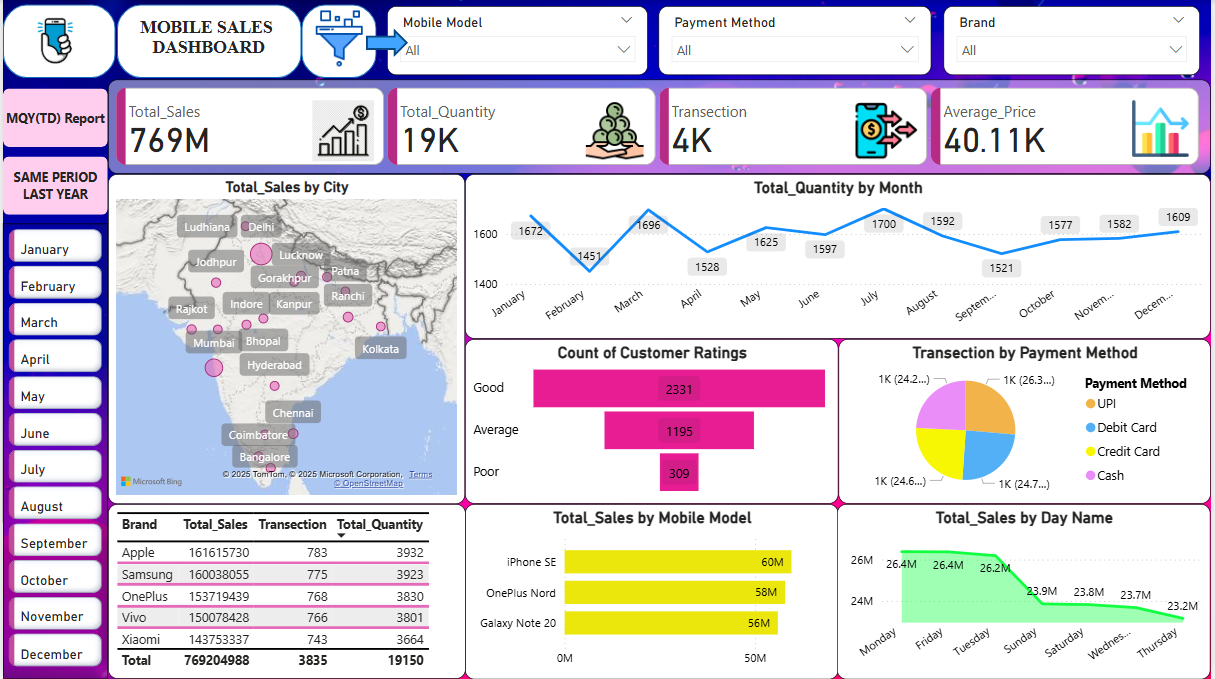 MOBILE SALES
DASHBOARD
Mobile Model
All
Payment Method
All
Brand
All
MQY(TD) Report
SAME PERIOD
LAST YEAR
January
February
March
April
May
June
July
August
September
October
November
December
Total_Sales
769M
Total_Quantity
19K
Transection
4K
Average_Price
40.11K
Total_Sales by City
Ludhiana
Delhi
Jodhpur
Lucknow
Gorakhpur
Patna
Ranchi
Rajkot
Indore
Kanpur
Mumbai
Bhopal
Kolkata
Hyderabad
Chennai
Coimbatore
Bangalore
© 2025 TomTom, © 2025 Microsoft Corporation, Terms
© OpenStreetMap
Microsoft Bing
Total_Quantity by Month
1600
1400
1672
1451
1696
1528
1625
1597
1700
1592
1521
1577
1582
1609
January
February
March
April
May
June
July
August
Septem...
October
Novem...
Decem...
Count of Customer Ratings
Good
2331
Average
1195
Poor
309
Transection by Payment Method
1K (24.2...)
1K (26.3...)
1K (24.6...)
1K (24.7...)
Payment Method
UPI
Debit Card
Credit Card
Cash
Brand Total_Sales Transection Total_Quantity
Apple 161615730 783 3932
Samsung 160038055 775 3923
OnePlus 153719439 768 3830
Vivo 150078428 766 3801
Xiaomi 143753337 743 3664
Total 769204988 3835 19150
Total_Sales by Mobile Model
iPhone SE
60M
OnePlus Nord
58M
Galaxy Note 20
56M
0M
50M
Total_Sales by Day Name
26M
24M
26.4M
26.4M
26.2M
23.9M
23.8M
23.7M
23.2M
Monday
Friday
Tuesday
Sunday
Saturday
Wednes...
Thursday